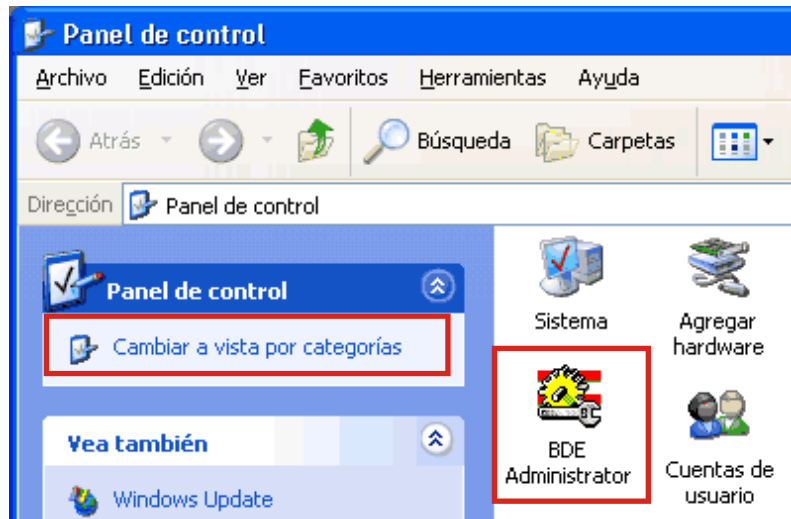 Panel de control
Archivo Edición Ver Favoritos Herramientas Ayuda
Atrás Búsqueda Carpetas
Dirección Panel de control
Panel de control
Cambiar a vista por categorías
Vea también
Windows Update
Sistema
Agregar
hardware
BDE
Administrator
Cuentas de
usuario